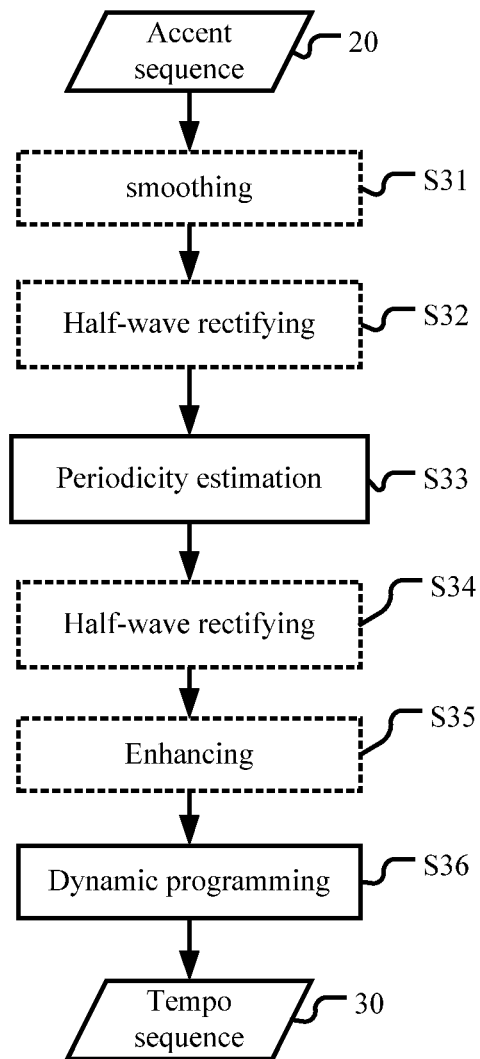 Accent
sequence
20
smoothing
S31
Half-wave rectifying
S32
Periodicity estimation
S33
Half-wave rectifying
S34
Enhancing
S35
Dynamic programming
S36
Tempo
sequence
30